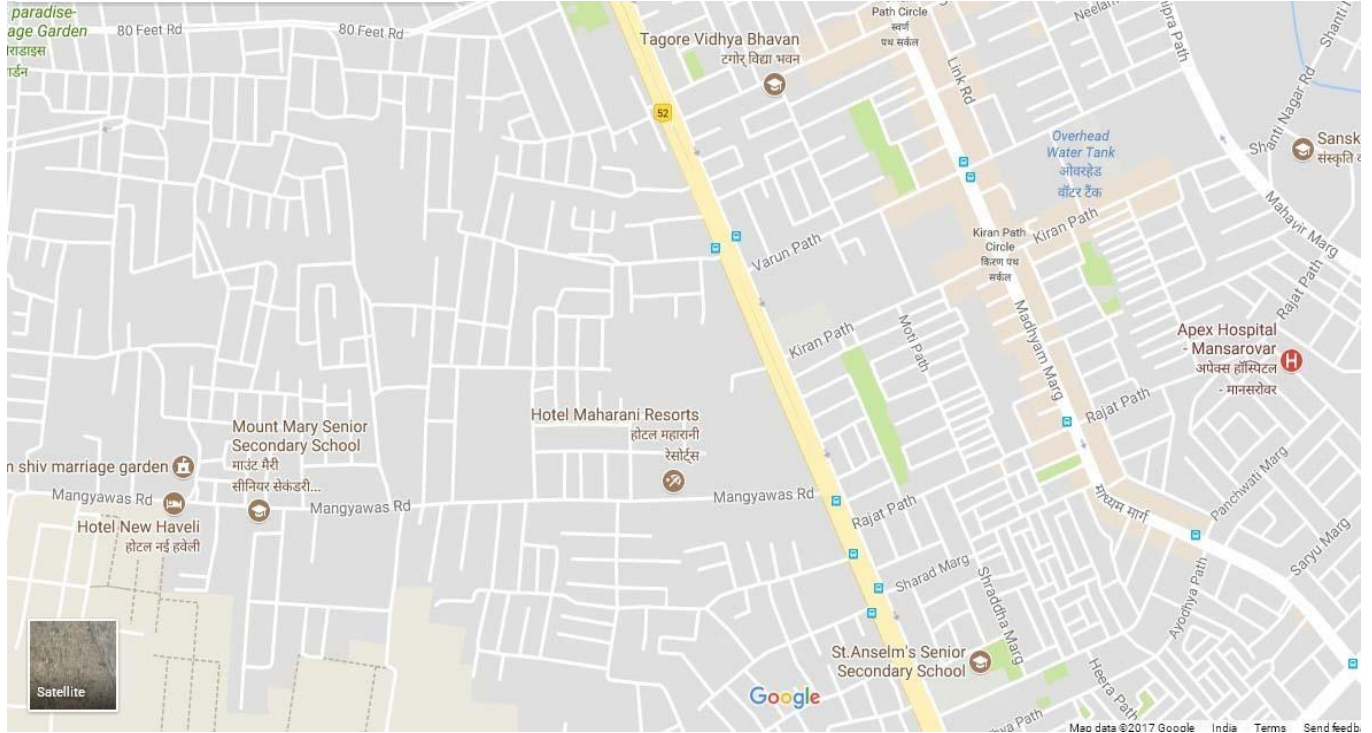 paradise-
age Garden
राडाइस
गार्डन
80 Feet Rd
80 Feet Rd
52
Tagore Vidhya Bhavan
टगोर् विद्या भवन
Path Circle
स्वर्ण
पथ सर्कल
Link Rd
Neelam
ipra Path
Shanti
Shanti Nagar Rd
Sansk
संस्कृति
Overhead
Water Tank
ओवरहेड
वॉटर टैंक
Mahavir Marg
Kiran Path
Kiran Path
Circle
किरण पथ
सर्कल
Varun Path
Rajat Path
Kiran Path
Moti Path
Madhyam Marg
Apex Hospital
- Mansarovar
अपेक्स हॉस्पिटल
- मानसरोवर
H
Rajat Path
Hotel Maharani Resorts
होटल महारानी
रेसोर्ट्स
Mount Mary Senior
Secondary School
माउंट मैरी
सीनियर सेकंडरी...
m shiv marriage garden
Mangyawas Rd
Mangyawas Rd
Mangyawas Rd
Hotel New Haveli
होटल नई हवेली
Rajat Path
माध्यम मार्ग
Panchwati Marg
Saryu Marg
Sharad Marg
Shraddha Marg
Ayodhya Path
St.Anselm's Senior
Secondary School
Heera Path
dhya Path
Satellite
Google
Map data ©2017 Google India Terms Send feedb